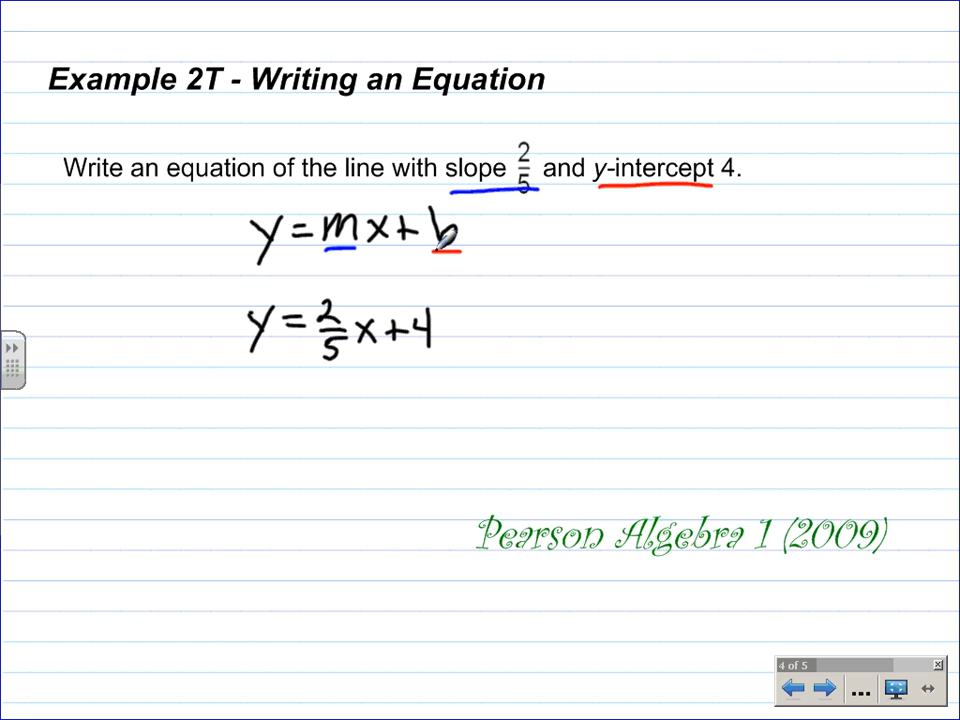 Example 2T - Writing an Equation
Write an equation of the line with slope 2/5 and y-intercept 4.
y = mx + b
y = 2/5 x + 4
Pearson Algebra 1 (2009)
4 of 5
...